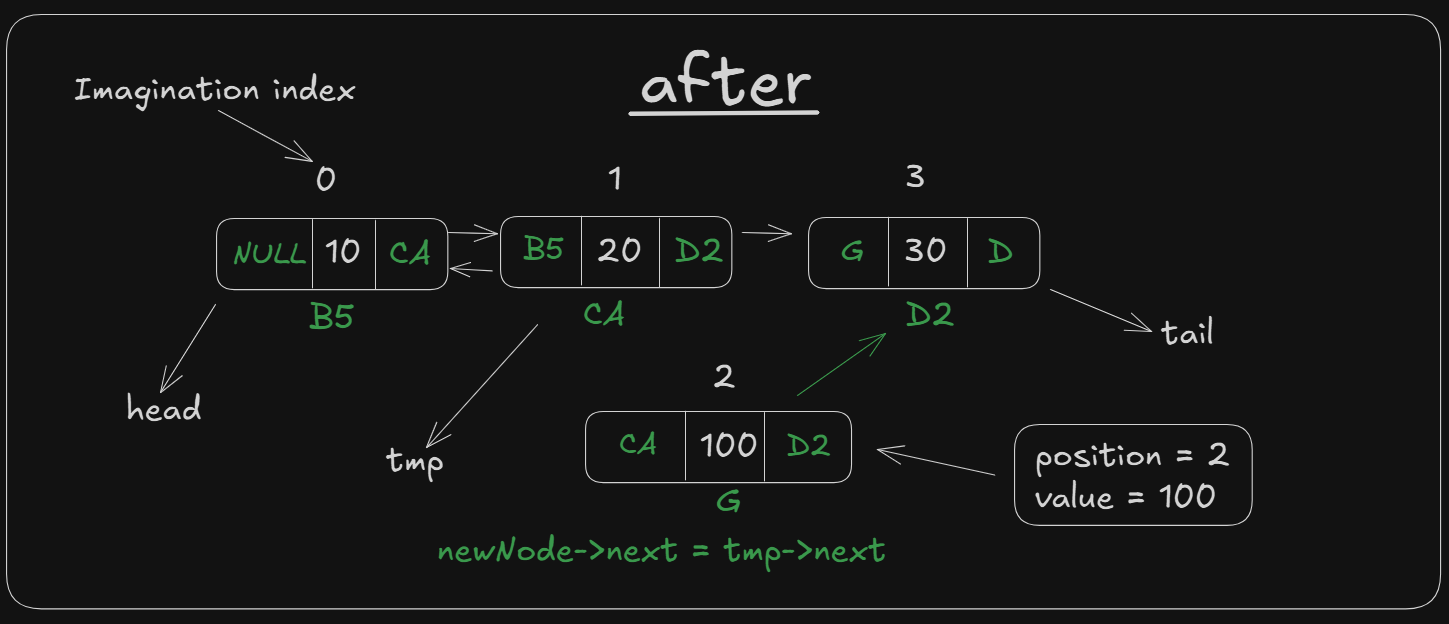 after
Imagination index
0
1
3
NULL 10 CA
B5 20 D2
G 30 D
B5
CA
D2
tail
head
2
tmp
CA 100 D2
position = 2
value = 100
G
newNode->next = tmp->next